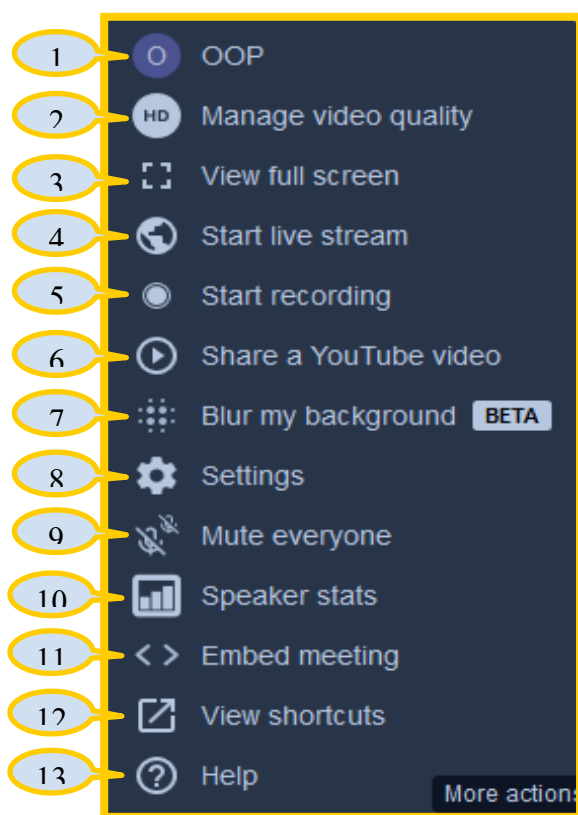 1 O OOP
2 HD Manage video quality
3 View full screen
4 Start live stream
5 Start recording
6 Share a YouTube video
7 Blur my background BETA
8 Settings
9 Mute everyone
10 Speaker stats
11 Embed meeting
12 View shortcuts
13 Help
More actions